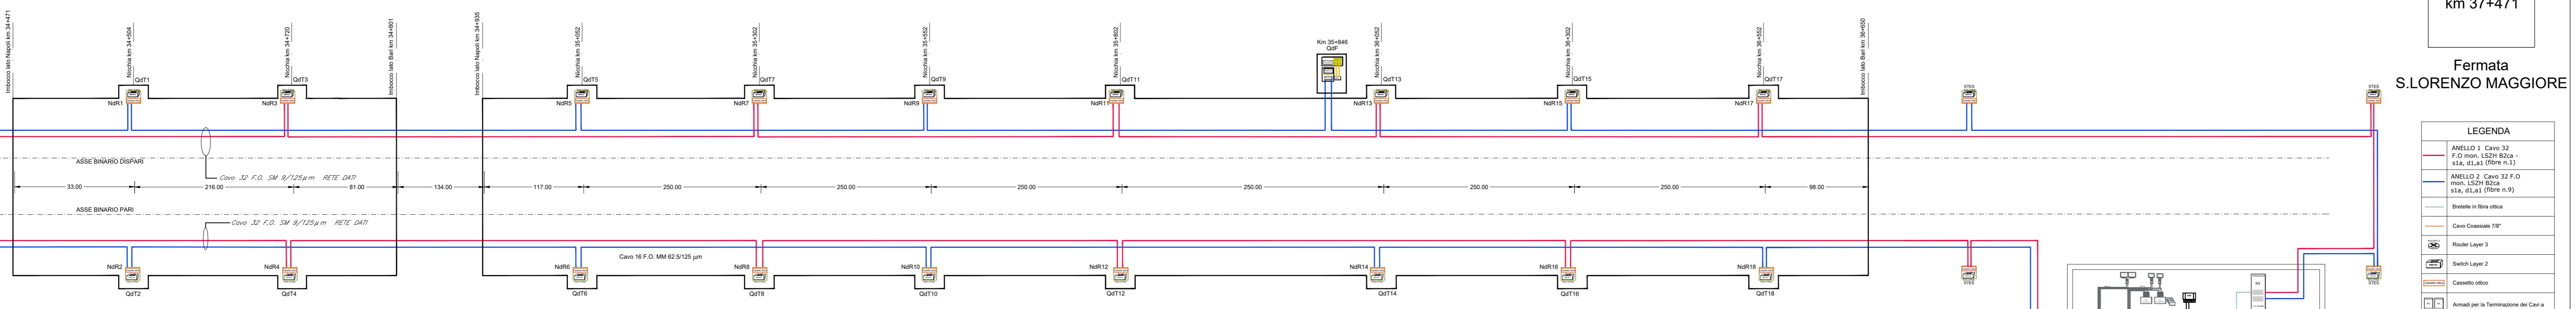 km 37+471
Fermata
S.LORENZO MAGGIORE
Imbocco lato Napoli km 34+471
Nicchia km 34+504
Nicchia km 34+720
Imbocco lato Bari km 34+801
Imbocco lato Napoli km 34+935
Nicchia km 35+052
Nicchia km 35+302
Nicchia km 35+552
Nicchia km 35+802
Km 35+846
QdF
Nicchia km 36+052
Nicchia km 36+302
Nicchia km 36+552
Imbocco lato Bari km 36+650
QdT1
QdT3
QdT5
QdT7
QdT9
QdT11
QdT13
QdT15
QdT17
STES
STES
NdR1
NdR3
NdR5
NdR7
NdR9
NdR11
NdR13
NdR15
NdR17
ASSE BINARIO DISPARI
Cavo 32 F.O. SM 9/125µm RETE DATI
33.00
216.00
81.00
134.00
117.00
250.00
250.00
250.00
250.00
250.00
250.00
98.00
ASSE BINARIO PARI
Cavo 32 F.O. SM 9/125µm RETE DATI
Cavo 16 F.O. MM 62.5/125 µm
NdR2
NdR4
NdR6
NdR8
NdR10
NdR12
NdR14
NdR16
NdR18
QdT2
QdT4
QdT6
QdT8
QdT10
QdT12
QdT14
QdT16
QdT18
STES
STES
LEGENDA
ANELLO 1 Cavo 32
F.O mon. LSZH B2ca -
s1a, d1,a1 (fibre n.1)
ANELLO 2 Cavo 32 F.O
mon. LSZH B2ca
s1a, d1,a1 (fibre n.9)
Bretelle in fibra ottica
Cavo Coassiale 7/8"
Router Layer 3
Switch Layer 2
Cassetto ottico
Armadi per la Terminazione dei Cavi a